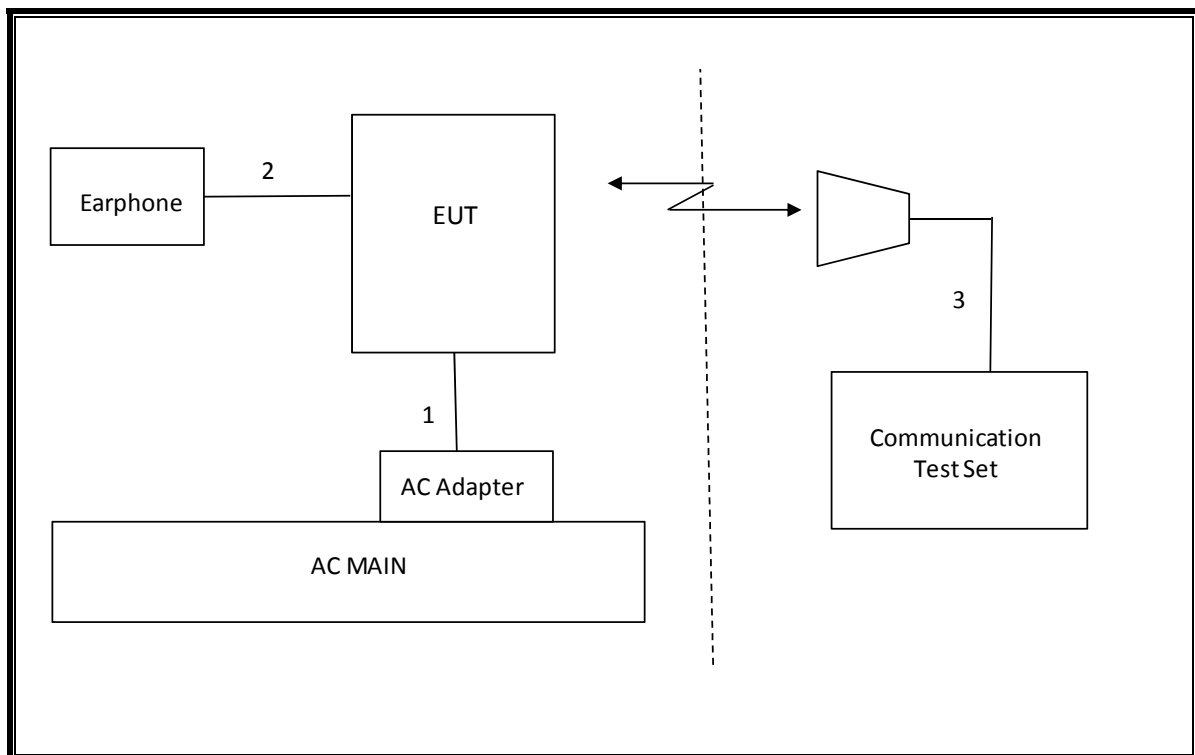 2
Earphone
EUT
3
1
Communication
Test Set
AC Adapter
AC MAIN